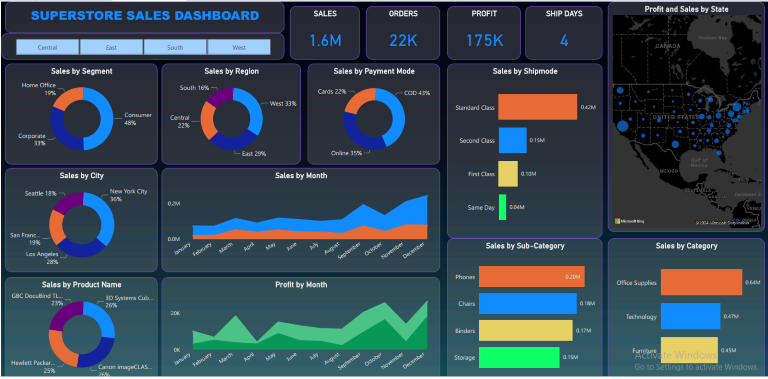 SUPERSTORE SALES DASHBOARD
Central
East
South
West
SALES
1.6M
ORDERS
22K
PROFIT
175K
SHIP DAYS
4
Profit and Sales by State
CANADA
Hudson Bay
UNITED STATES
Gulf of
Mexico
Microsoft Bing
© 2024 Microsoft Corporation
Sales by Segment
Home Office
19%
Consumer
48%
Corporate
33%
Sales by Region
South 16%
West 33%
Central
22%
East 29%
Sales by Payment Mode
Cards 22%
COD 43%
Online 35%
Sales by Shipmode
Standard Class
0.42M
Second Class
0.15M
First Class
0.10M
Same Day
0.04M
Sales by City
Seattle 18%
New York City
36%
San Franc...
19%
Los Angeles
28%
Sales by Month
0.2M
0.0M
January
February
March
April
May
June
July
August
September
October
November
December
Sales by Product Name
GBC DocuBind TL...
23%
3D Systems Cub...
26%
Hewlett Packar...
25%
Canon imageCLAS...
26%
Profit by Month
20K
0K
January
February
March
April
May
June
July
August
September
October
November
December
Sales by Sub-Category
Phones
0.20M
Chairs
0.18M
Binders
0.17M
Storage
0.15M
Sales by Category
Office Supplies
0.64M
Technology
0.47M
Furniture
0.45M
Activate Windows
Go to Settings to activate Windows.